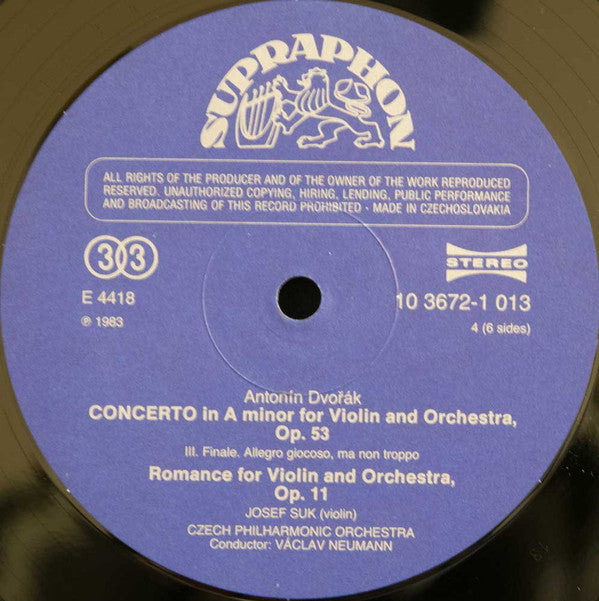 SUPRAPHON
ALL RIGHTS OF THE PRODUCER AND OF THE OWNER OF THE WORK REPRODUCED
RESERVED. UNAUTHORIZED COPYING, HIRING, LENDING, PUBLIC PERFORMANCE
AND BROADCASTING OF THIS RECORD PROHIBITED - MADE IN CZECHOSLOVAKIA
33
STEREO
E 4418
10 3672-1 013
℗ 1983
4 (6 sides)
Antonín Dvořák
CONCERTO in A minor for Violin and Orchestra,
Op. 53
III. Finale. Allegro giocoso, ma non troppo
Romance for Violin and Orchestra,
Op. 11
JOSEF SUK (violin)
CZECH PHILHARMONIC ORCHESTRA
Conductor: VÁCLAV NEUMANN